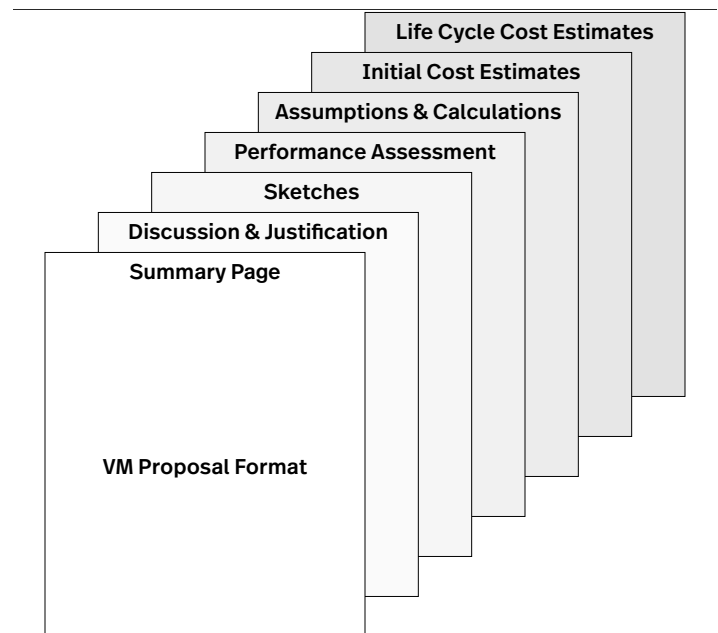 Life Cycle Cost Estimates
Initial Cost Estimates
Assumptions & Calculations
Performance Assessment
Sketches
Discussion & Justification
Summary Page
VM Proposal Format